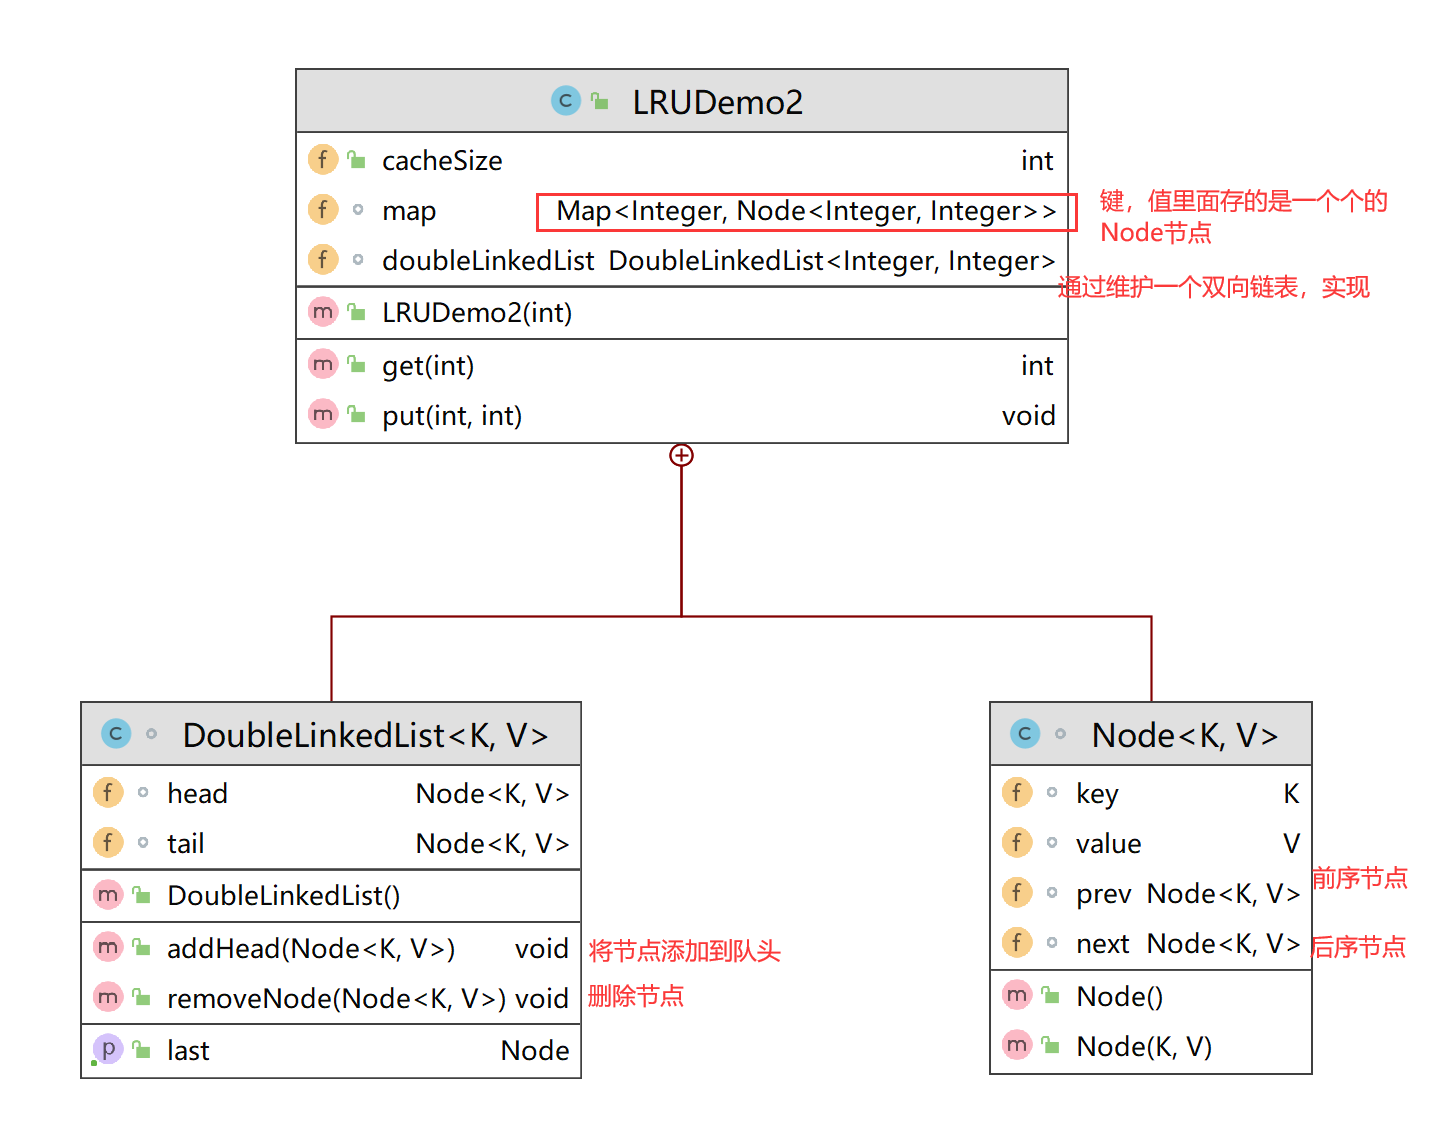 LRUDemo2
cacheSize int
map Map<Integer, Node<Integer, Integer>>
键，值里面存的是一个个的
Node节点
doubleLinkedList DoubleLinkedList<Integer, Integer>
通过维护一个双向链表，实现
LRUDemo2(int)
get(int) int
put(int, int) void
DoubleLinkedList<K, V>
head Node<K, V>
tail Node<K, V>
DoubleLinkedList()
addHead(Node<K, V>) void 将节点添加到队头
removeNode(Node<K, V>) void 删除节点
last Node
Node<K, V>
key K
value V
prev Node<K, V> 前序节点
next Node<K, V> 后序节点
Node()
Node(K, V)